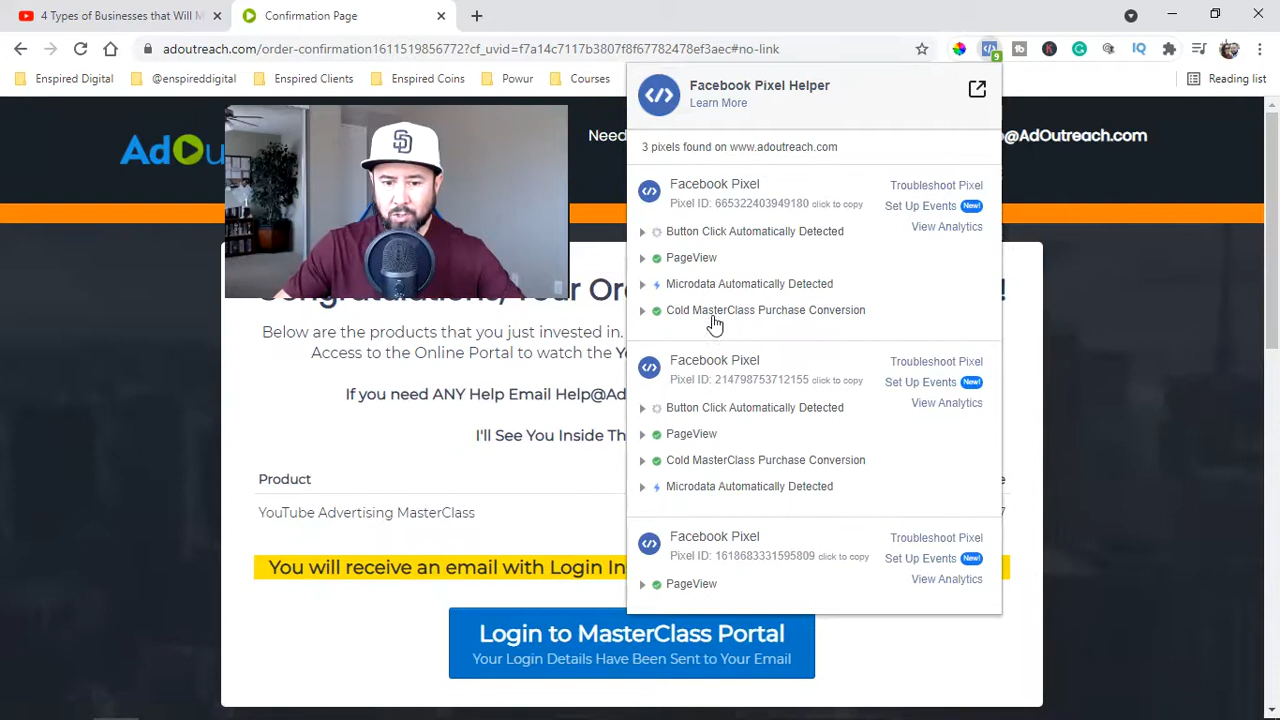 4 Types of Businesses that Will M
Confirmation Page
adoutreach.com/order-confirmation1611519856772?cf_uvid=f7a14c7117b3807f8f67782478ef3aec#no-link
9
IQ
Enspired Digital
@enspireddigital
Enspired Clients
Enspired Coins
Powur
Courses
Reading list
Facebook Pixel Helper
Learn More
AdOu
Need
@AdOutreach.com
3 pixels found on www.adoutreach.com
Facebook Pixel
Troubleshoot Pixel
Pixel ID: 665322403949180 click to copy
Set Up Events New!
View Analytics
Button Click Automatically Detected
PageView
Microdata Automatically Detected
Cold MasterClass Purchase Conversion
Congratulations, Your Or
!
Below are the products that you just invested in.
Access to the Online Portal to watch the Y
If you need ANY Help Email Help@Ad
I'll See You Inside Th
Facebook Pixel
Troubleshoot Pixel
Pixel ID: 214798753712155 click to copy
Set Up Events New!
View Analytics
Button Click Automatically Detected
PageView
Cold MasterClass Purchase Conversion
Microdata Automatically Detected
Product
e
YouTube Advertising MasterClass
7
Facebook Pixel
Troubleshoot Pixel
Pixel ID: 1618683331595809 click to copy
Set Up Events New!
View Analytics
PageView
You will receive an email with Login In
Login to MasterClass Portal
Your Login Details Have Been Sent to Your Email